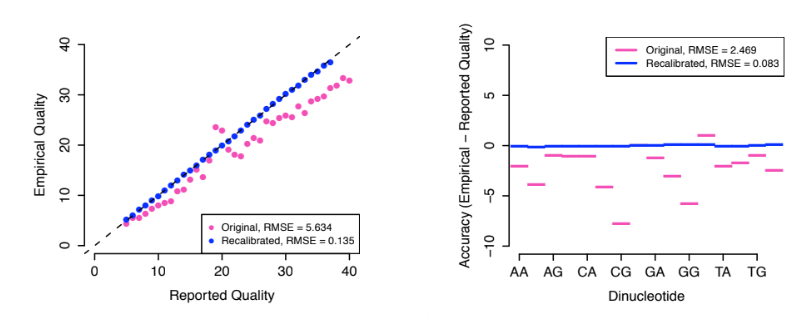 Empirical Quality
40
30
20
10
0
Original, RMSE = 5.634
Recalibrated, RMSE = 0.135
0 10 20 30 40
Reported Quality
Accuracy (Empirical − Reported Quality)
10
5
0
−5
−10
Original, RMSE = 2.469
Recalibrated, RMSE = 0.083
AA AG CA CG GA GG TA TG
Dinucleotide